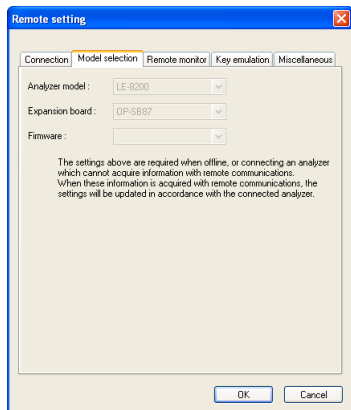 Remote setting
Connection Model selection Remote monitor Key emulation Miscellaneous
Analyzer model : LE-8200
Expansion board : OP-SB87
Firmware :
The settings above are required when offline, or connecting an analyzer
which cannot acquire information with remote communications.
When these information is acquired with remote communications, the
settings will be updated in accordance with the connected analyzer.
OK Cancel